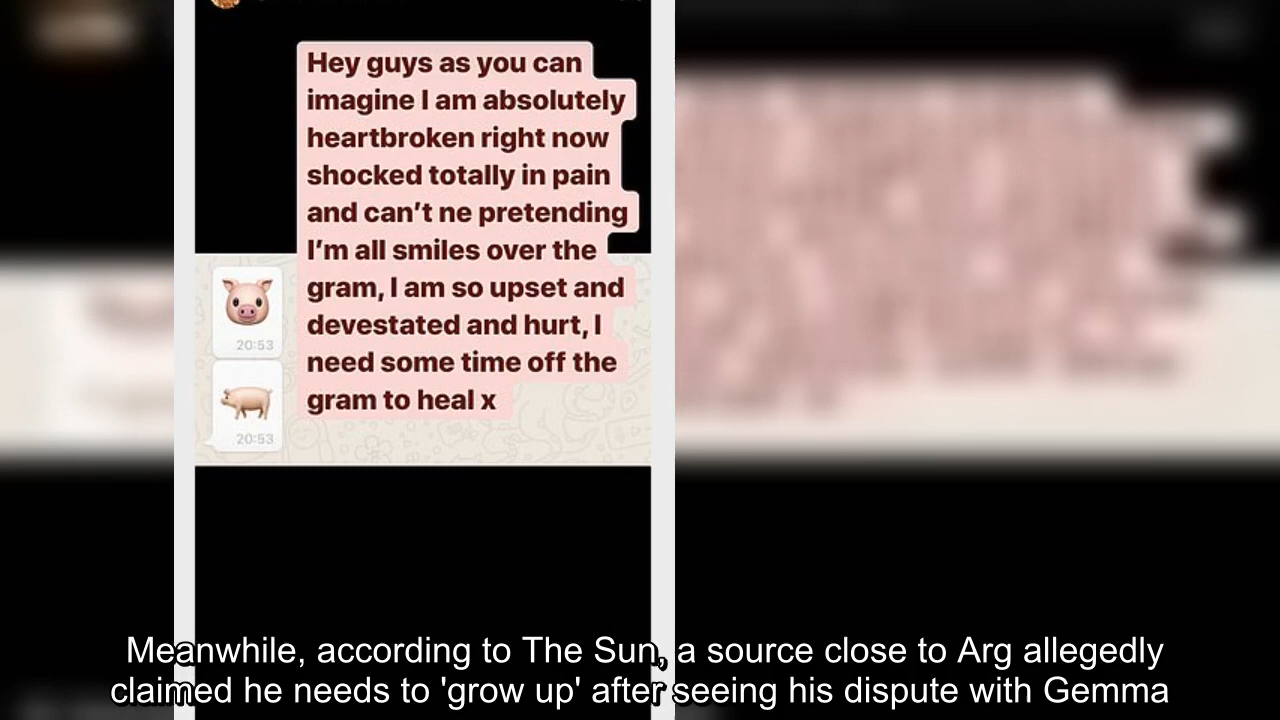 Hey guys as you can
imagine I am absolutely
heartbroken right now
shocked totally in pain
and can't ne pretending
I'm all smiles over the
gram, I am so upset and
devestated and hurt, I
need some time off the
gram to heal x
20:53
20:53
Meanwhile, according to The Sun, a source close to Arg allegedly
claimed he needs to 'grow up' after seeing his dispute with Gemma